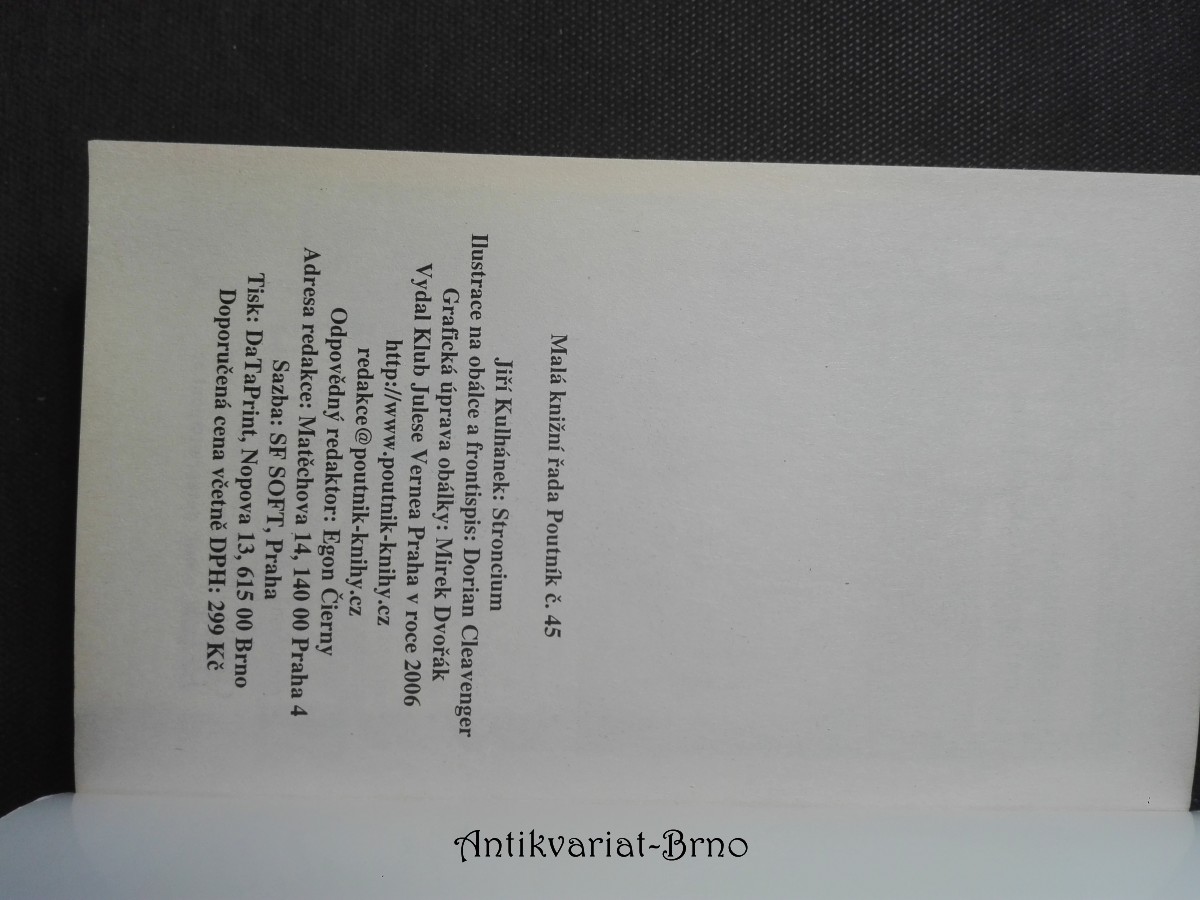 Malá knižní řada Poutník č. 45
Jiří Kulhánek: Stroncium
Ilustrace na obálce a frontispis: Dorian Cleavenger
Grafická úprava obálky: Mirek Dvořák
Vydal Klub Julese Vernea Praha v roce 2006
http://www.poutnik-knihy.cz
redakce@poutnik-knihy.cz
Odpovědný redaktor: Egon Čierny
Adresa redakce: Matěchova 14, 140 00 Praha 4
Sazba: SF SOFT, Praha
Tisk: DaTaPrint, Nopova 13, 615 00 Brno
Doporučená cena včetně DPH: 299 Kč
Antikvariat-Brno